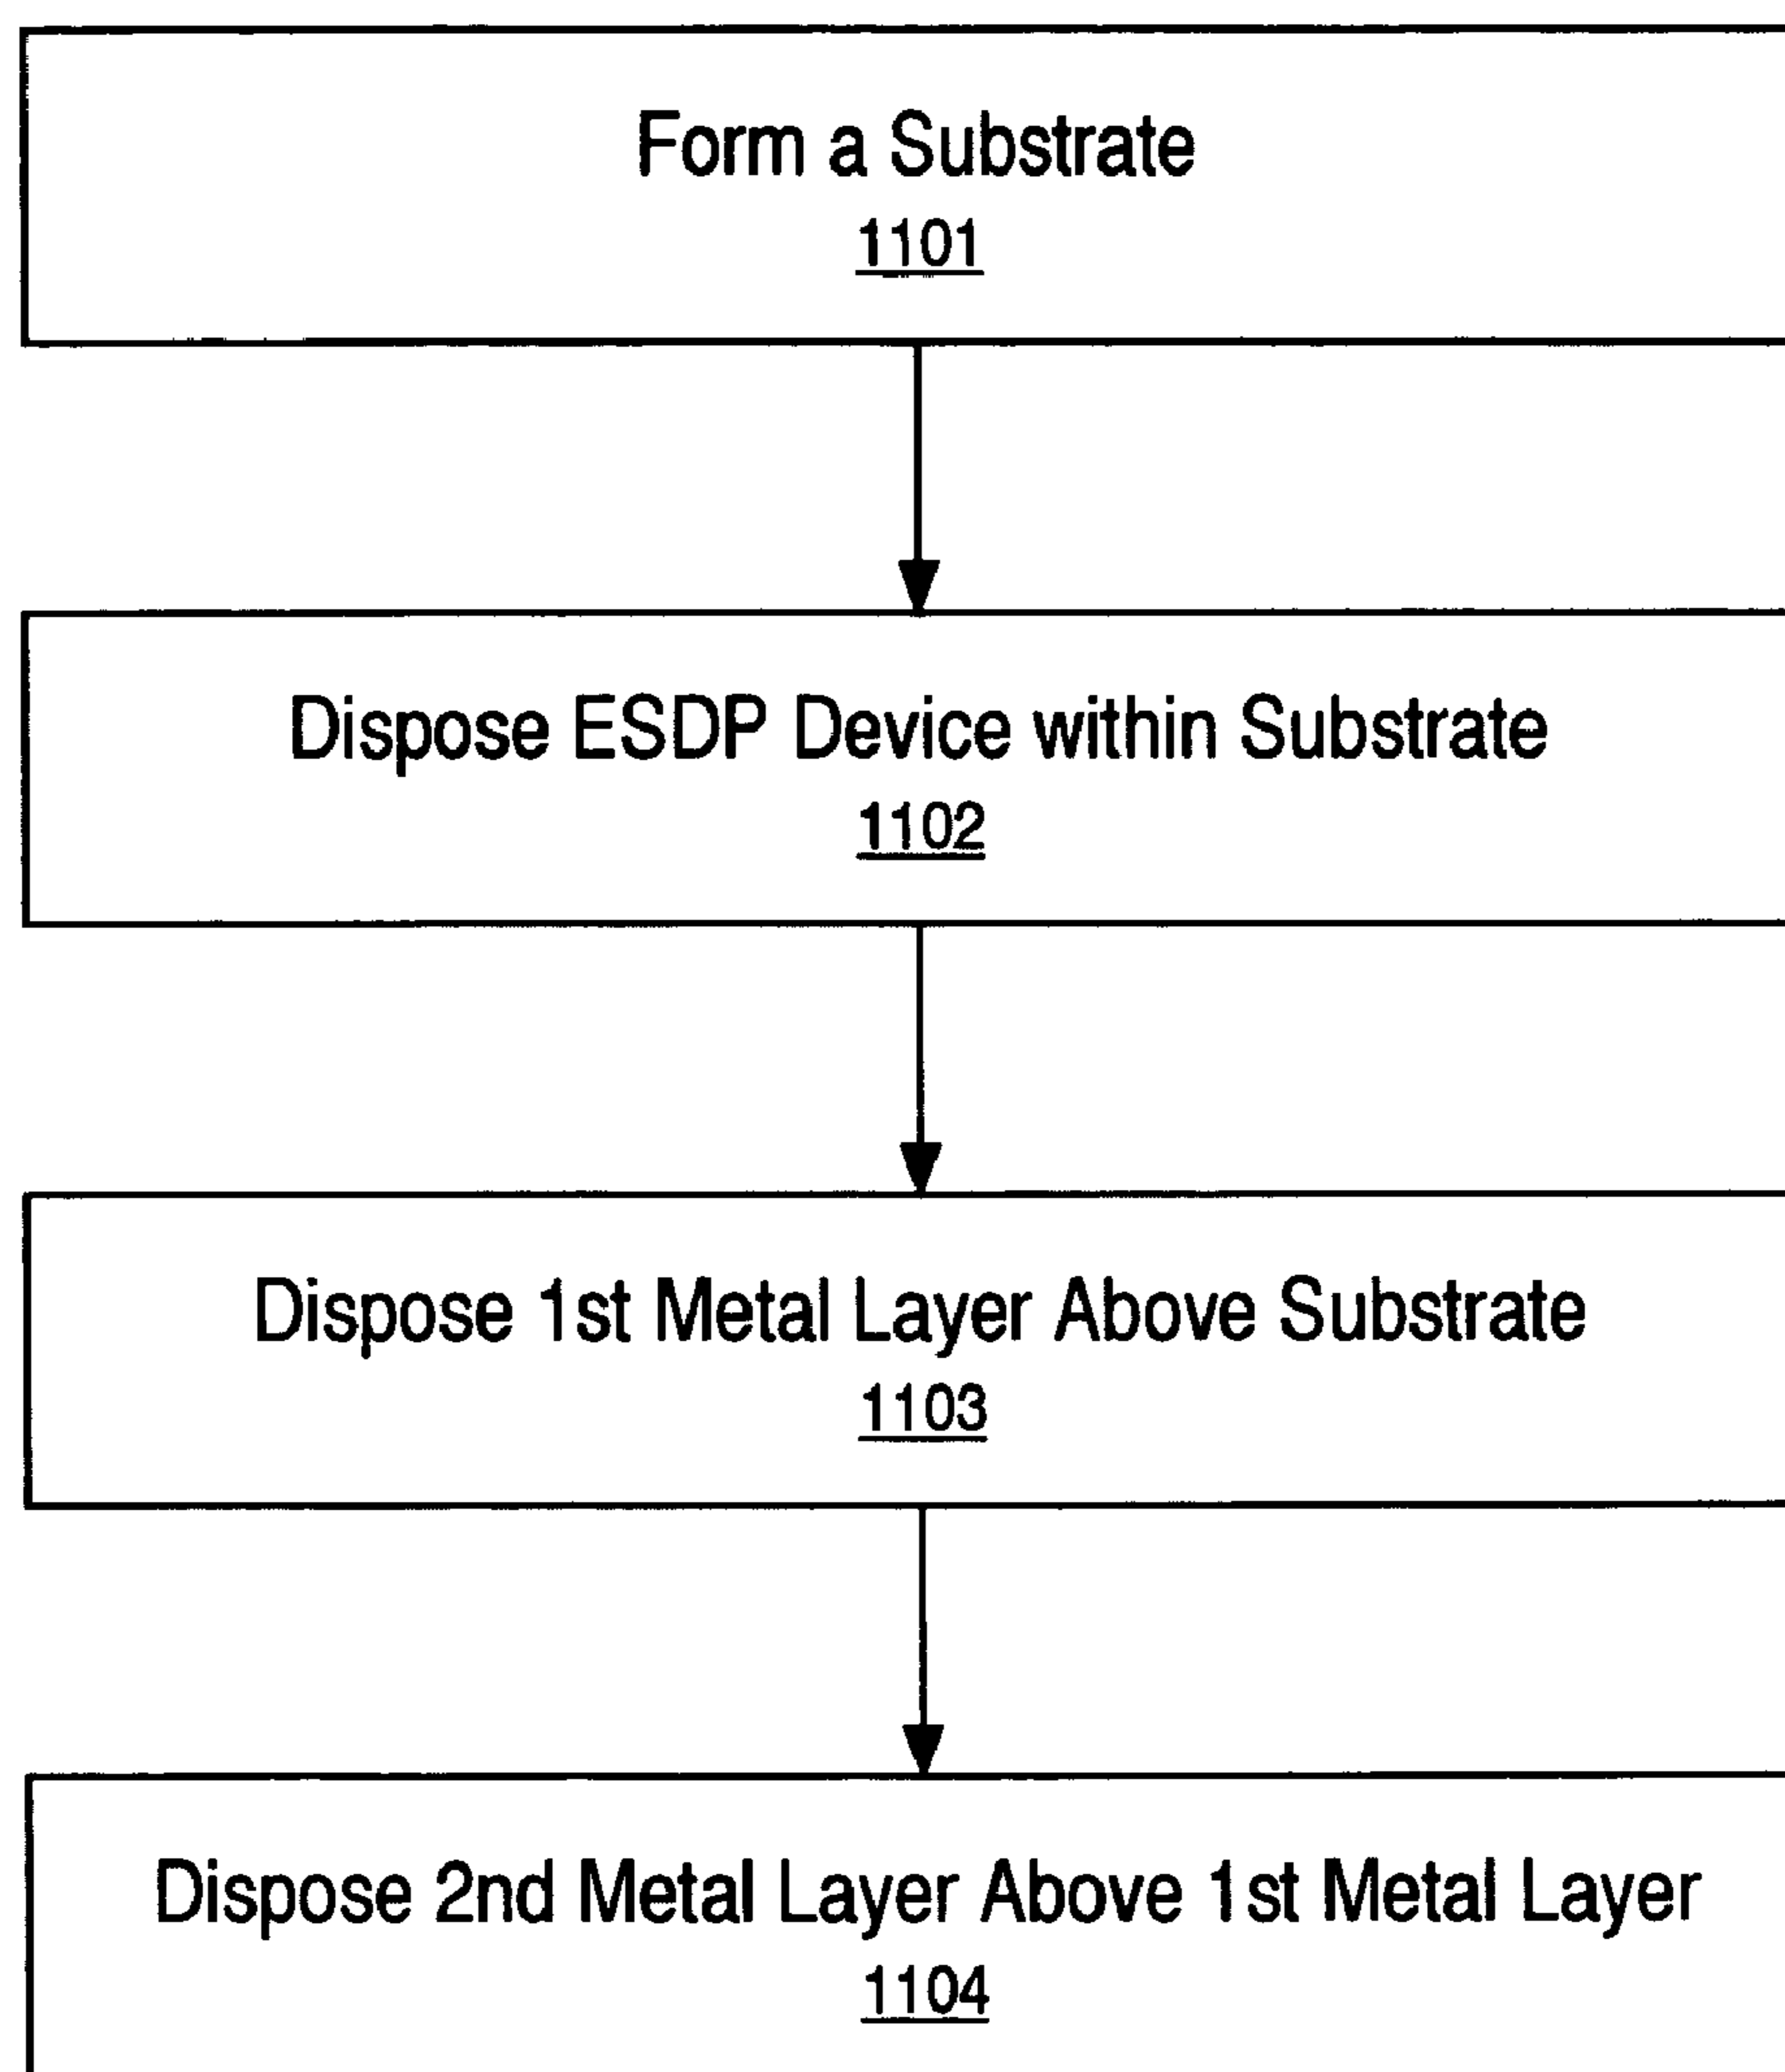 Form a Substrate
1101
Dispose ESDP Device within Substrate
1102
Dispose 1st Metal Layer Above Substrate
1103
Dispose 2nd Metal Layer Above 1st Metal Layer
1104